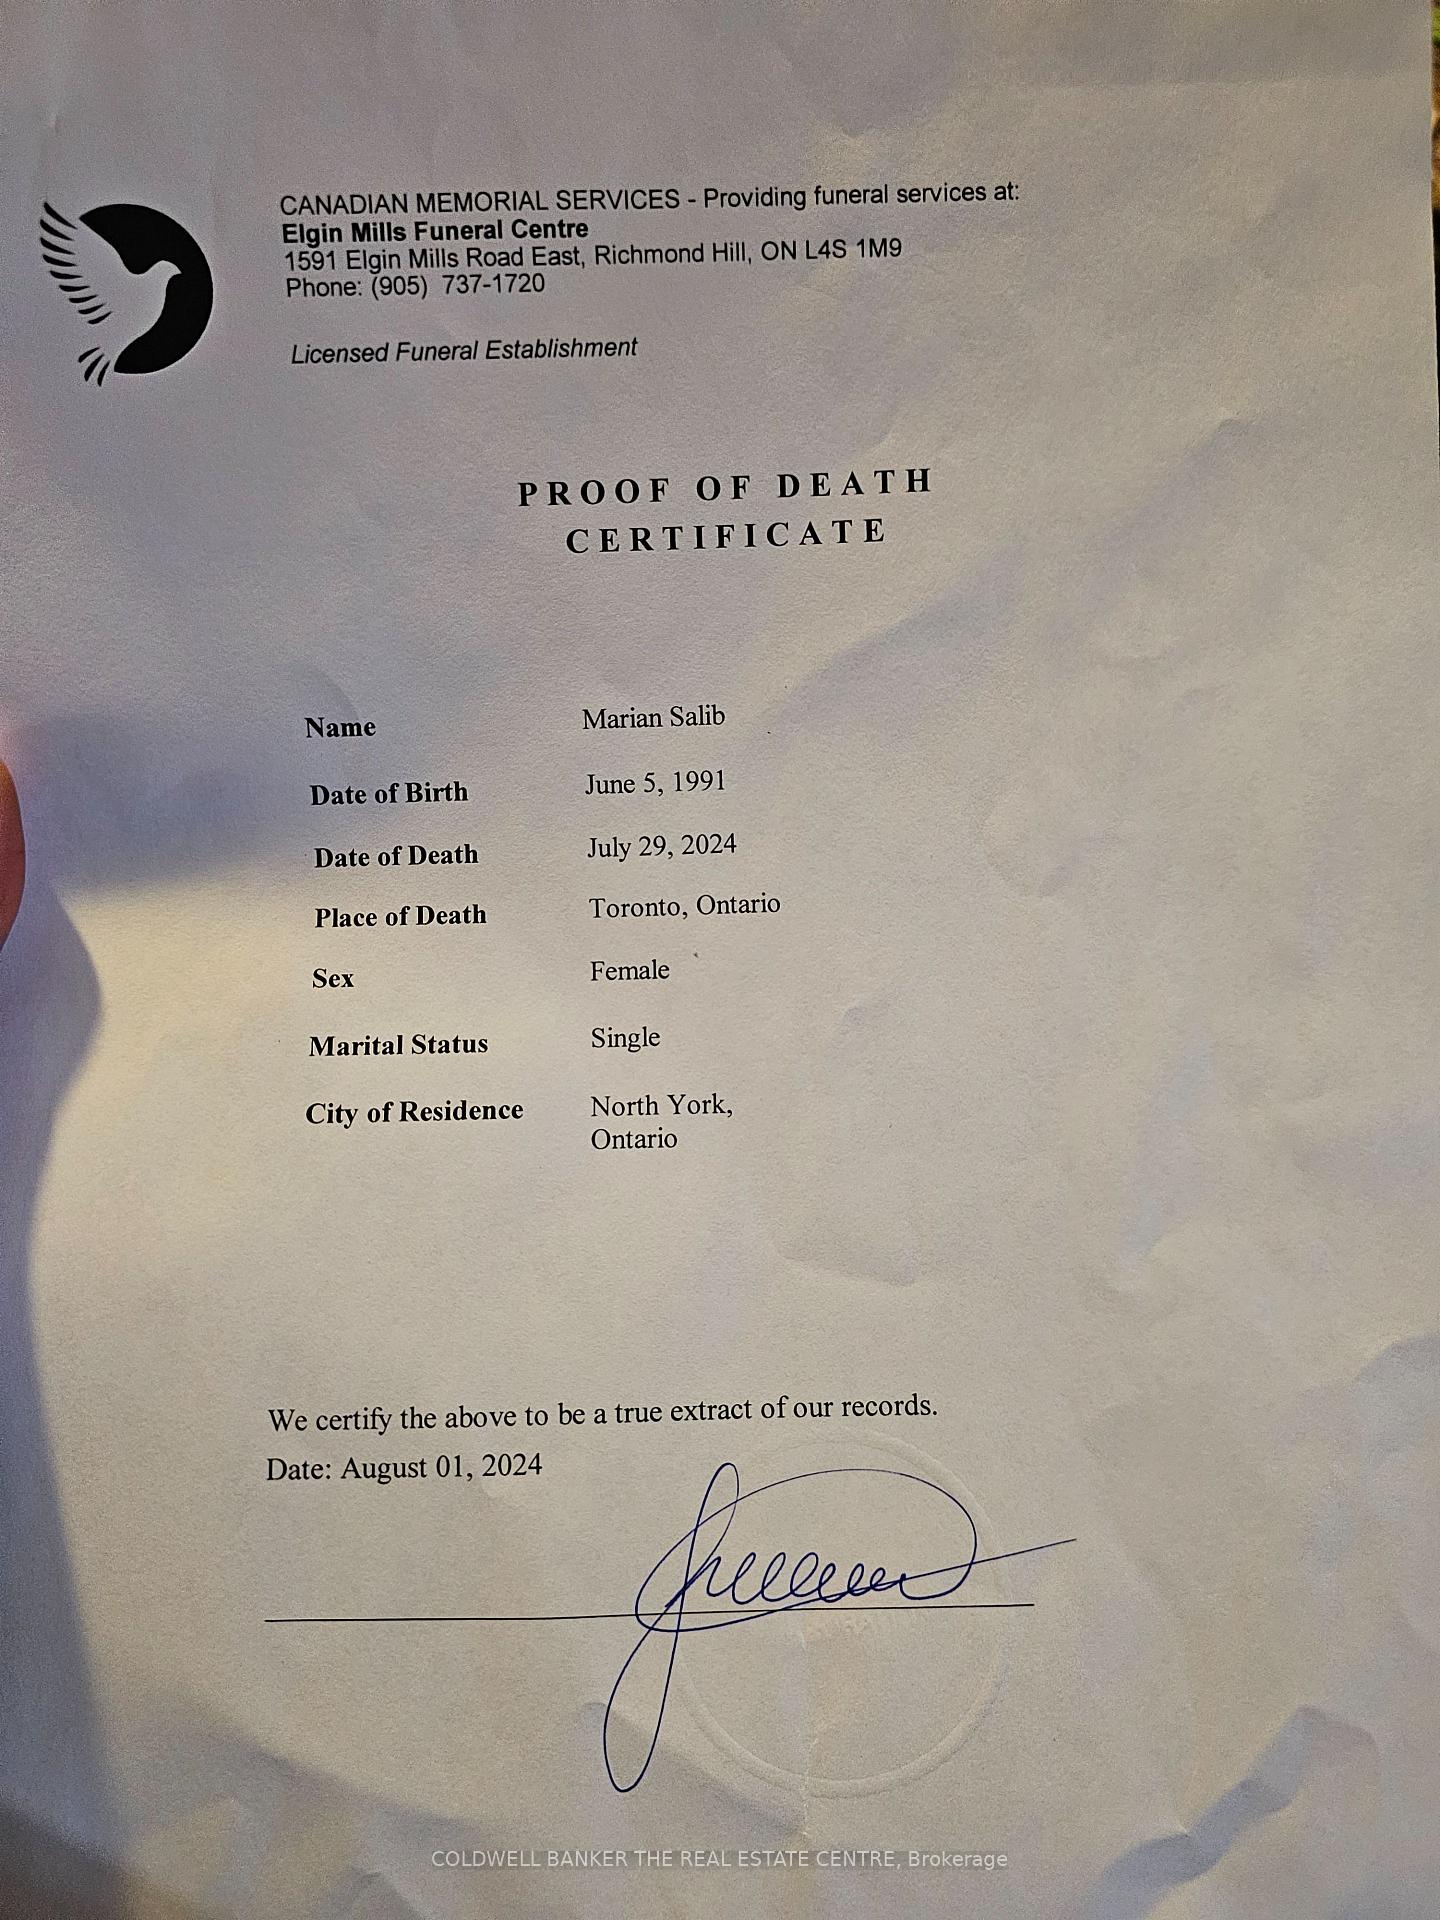 CANADIAN MEMORIAL SERVICES - Providing funeral services at:
Elgin Mills Funeral Centre
1591 Elgin Mills Road East, Richmond Hill, ON L4S 1M9
Phone: (905) 737-1720
Licensed Funeral Establishment
PROOF OF DEATH
CERTIFICATE
Name Marian Salib
Date of Birth June 5, 1991
Date of Death July 29, 2024
Place of Death Toronto, Ontario
Sex Female
Marital Status Single
City of Residence North York,
Ontario
We certify the above to be a true extract of our records.
Date: August 01, 2024
COLDWELL BANKER THE REAL ESTATE CENTRE, Brokerage